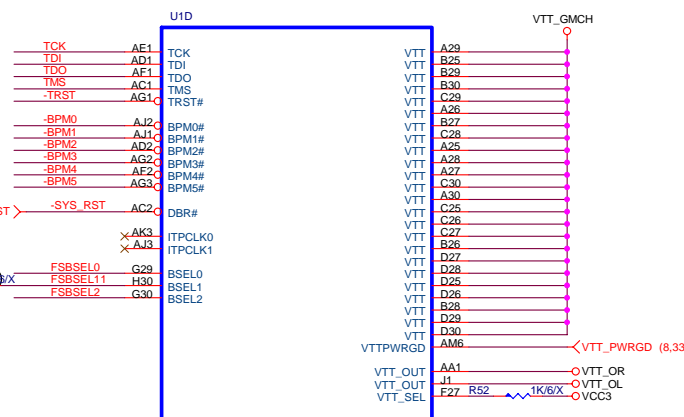 U1D
VTT_GMCH
TCK AE1 TCK VTT A29
TDI AD1 TDI VTT B25
TDO AF1 TDO VTT B29
TMS AC1 TMS VTT B30
-TRST AG1 TRST# VTT C29
VTT A26
-BPM0 AJ2 BPM0# VTT B27
-BPM1 AJ1 BPM1# VTT C28
-BPM2 AD2 BPM2# VTT A25
-BPM3 AG2 BPM3# VTT A28
-BPM4 AF2 BPM4# VTT A27
-BPM5 AG3 BPM5# VTT C30
VTT A30
ST -SYS_RST AC2 DBR# VTT C25
VTT C26
AK3 ITPCLK0 VTT C27
AJ3 ITPCLK1 VTT B26
VTT D27
FSBSEL0 G29 BSEL0 VTT D28
6/X FSBSEL11 H30 BSEL1 VTT D25
FSBSEL2 G30 BSEL2 VTT D26
VTT B28
VTT D29
VTT D30
VTTPWRGD AM6 VTT_PWRGD (8,33
VTT_OUT AA1 VTT_OR
VTT_OUT J1 VTT_OL
VTT_SEL F27 R52 1K/6/X VCC3